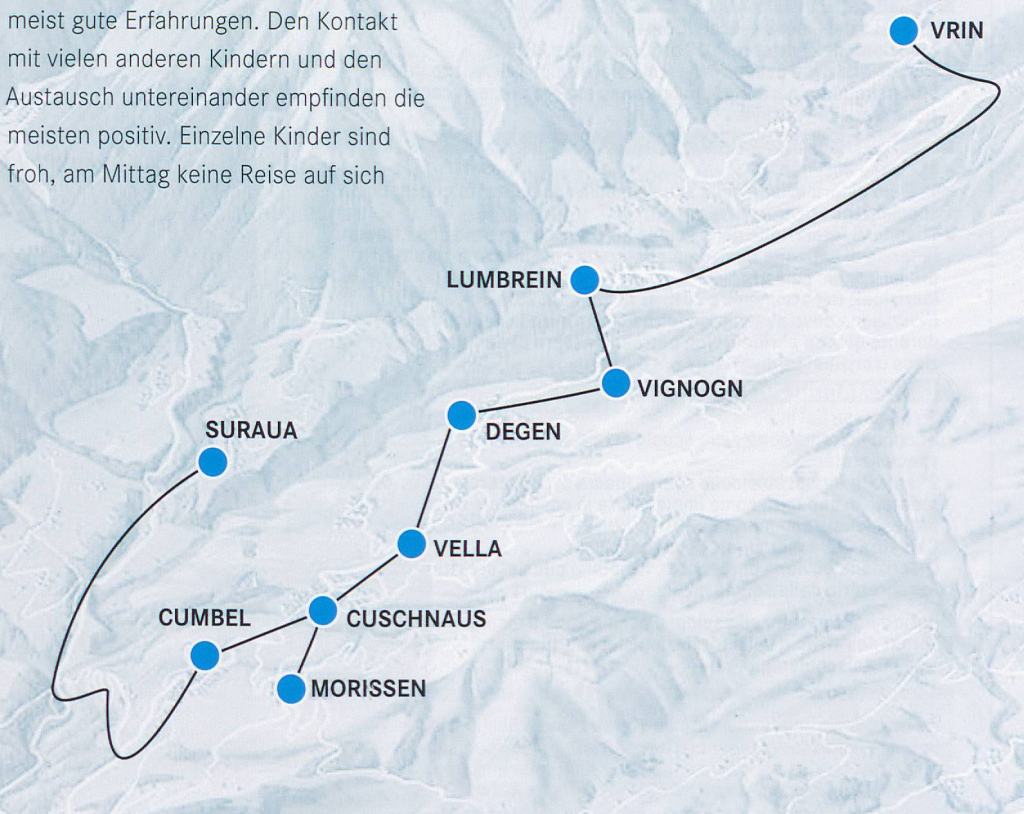 meist gute Erfahrungen. Den Kontakt
mit vielen anderen Kindern und den
Austausch untereinander empfinden die
meisten positiv. Einzelne Kinder sind
froh, am Mittag keine Reise auf sich
VRIN
LUMBREIN
VIGNOGN
DEGEN
SURAUA
VELLA
CUMBEL
CUSCHNAUS
MORISSEN